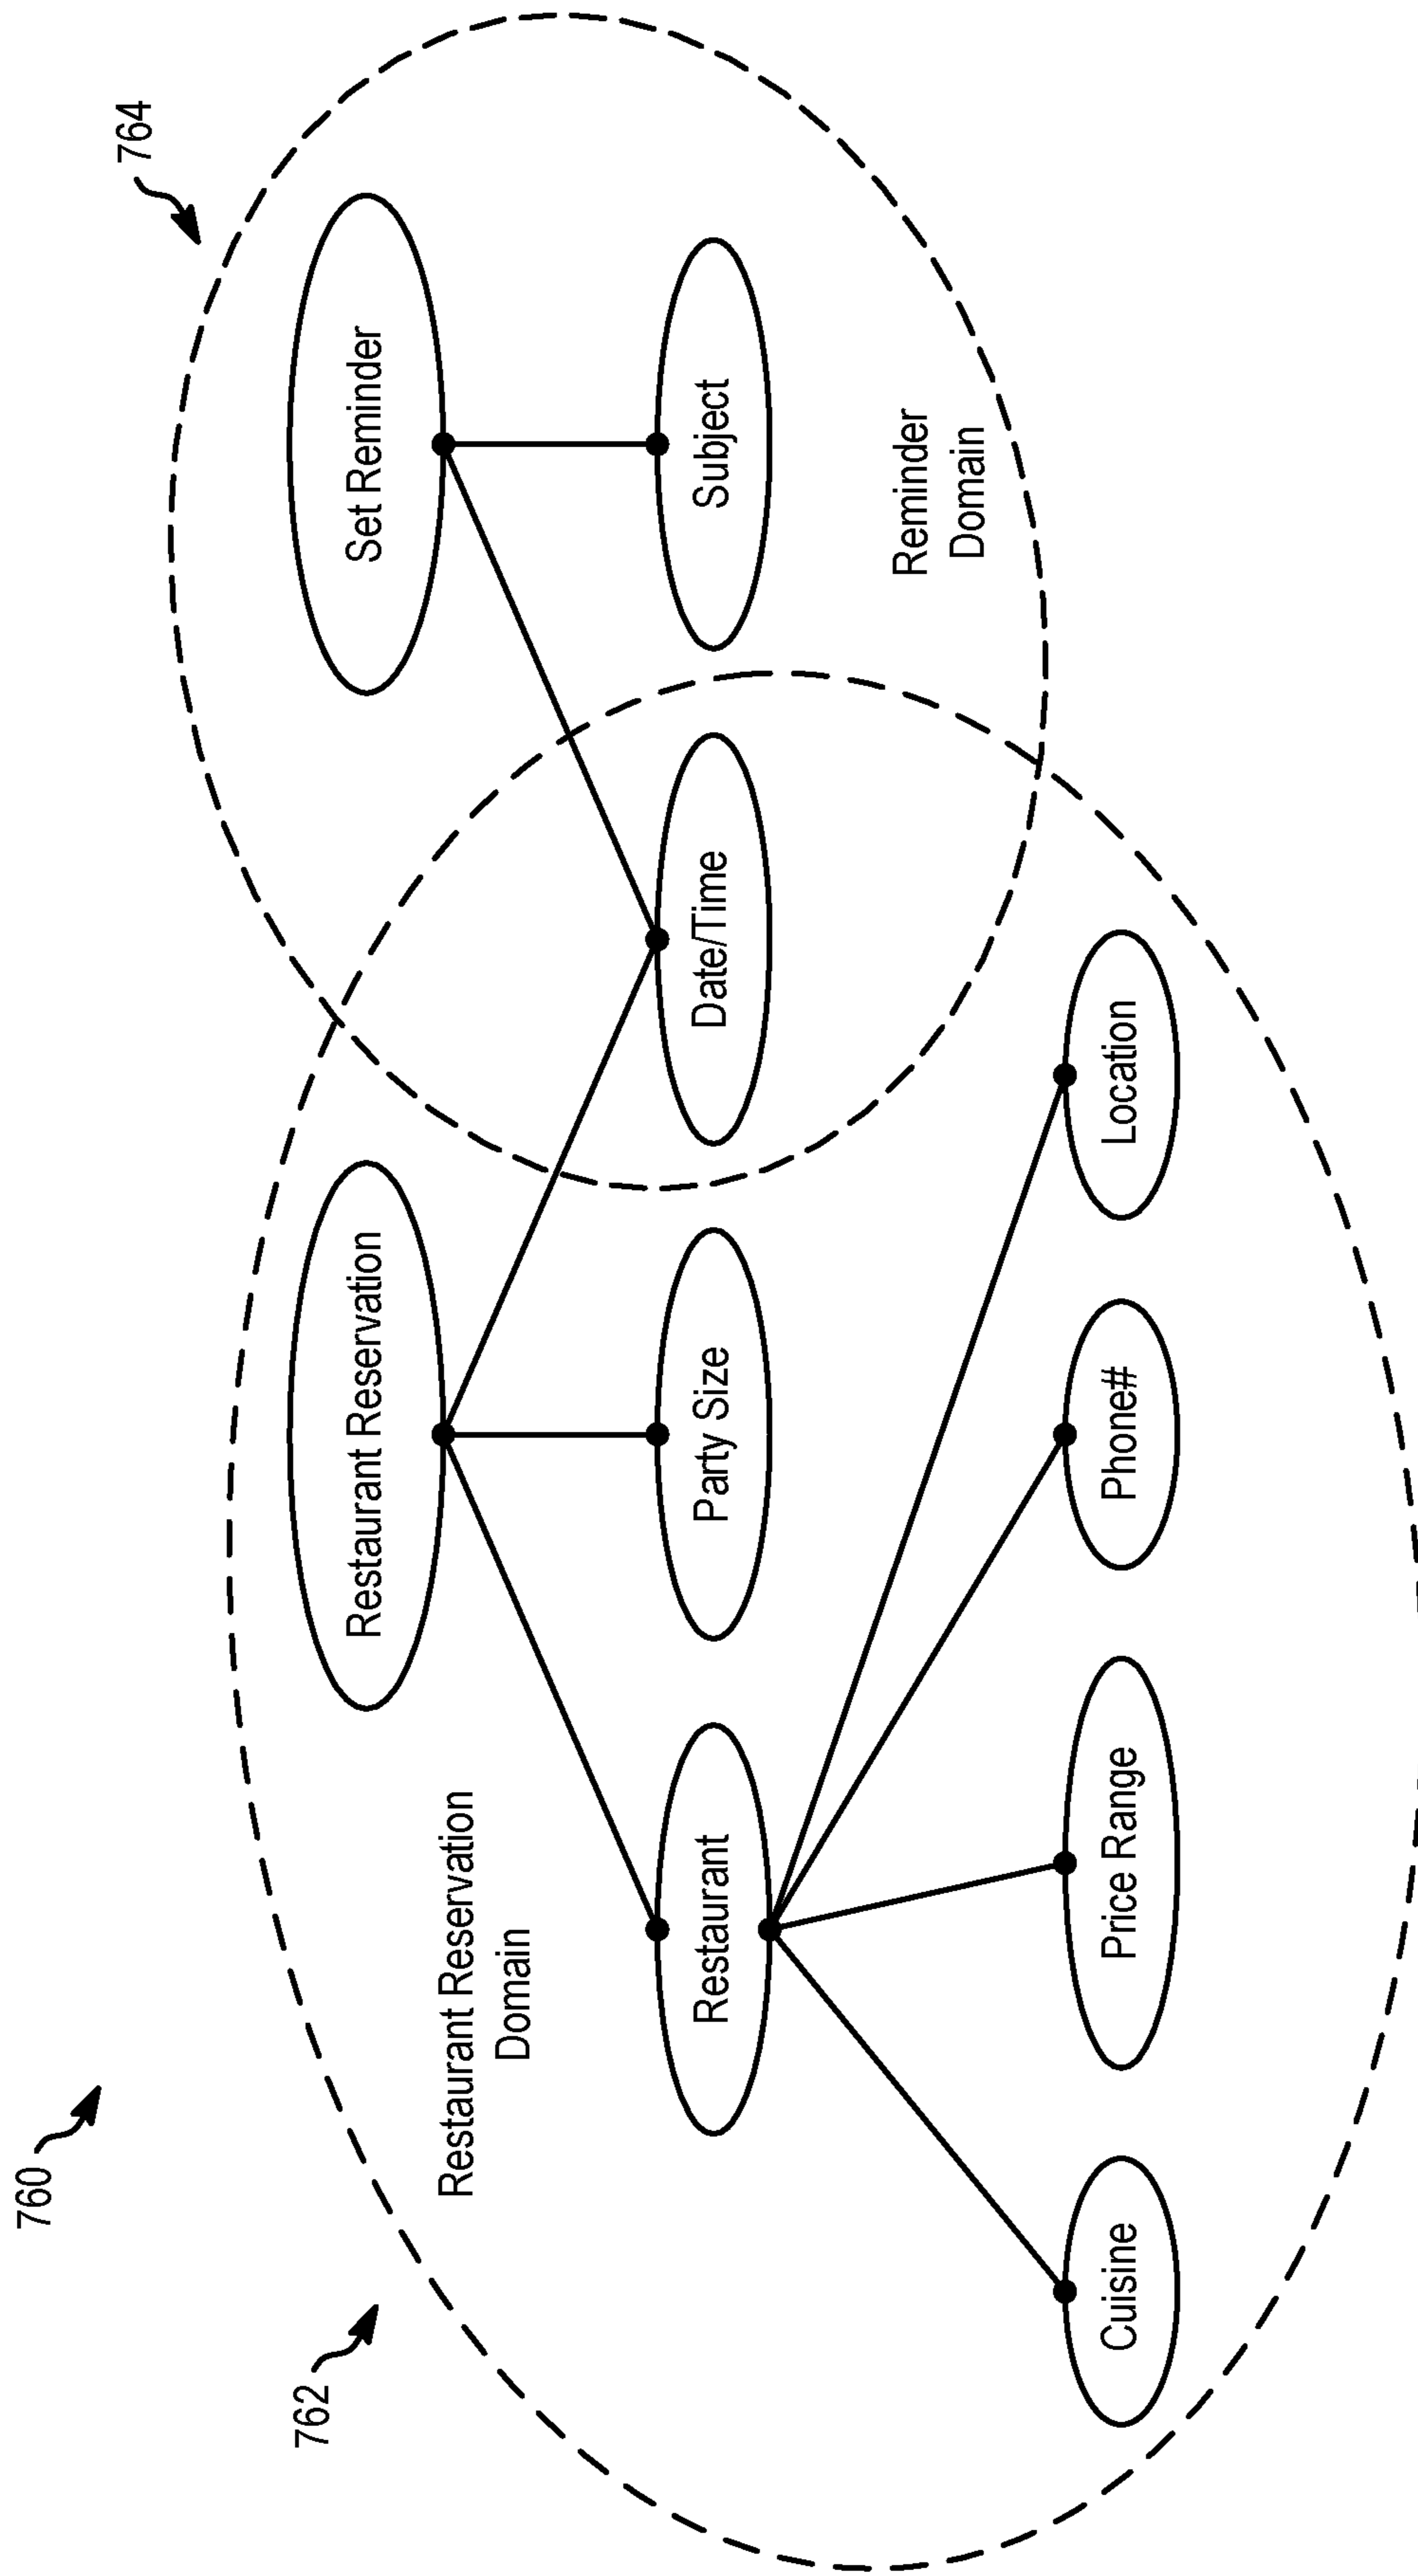 760
762
764
Restaurant Reservation
Set Reminder
Restaurant Reservation
Domain
Restaurant
Party Size
Date/Time
Subject
Reminder
Domain
Cuisine
Price Range
Phone#
Location